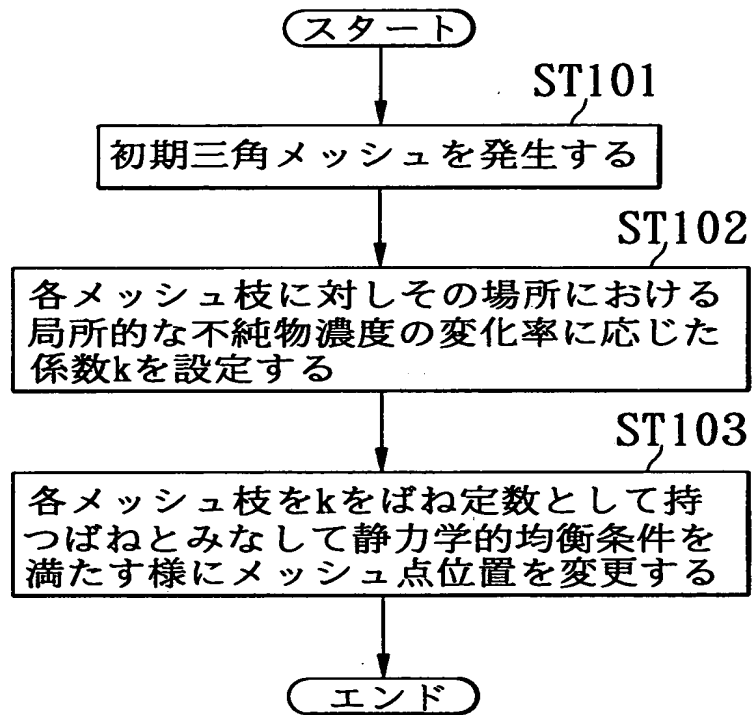 スタート
ST101
初期三角メッシュを発生する
ST102
各メッシュ枝に対しその場所における
局所的な不純物濃度の変化率に応じた
係数kを設定する
ST103
各メッシュ枝をkをばね定数として持
つばねとみなして静力学的均衡条件を
満たす様にメッシュ点位置を変更する
エンド